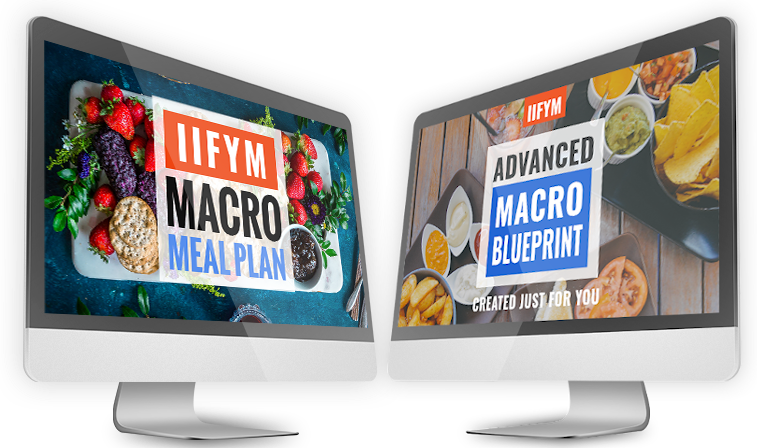 IIFYM
MACRO
MEAL PLAN
IIFYM
ADVANCED
MACRO
BLUEPRINT
CREATED JUST FOR YOU